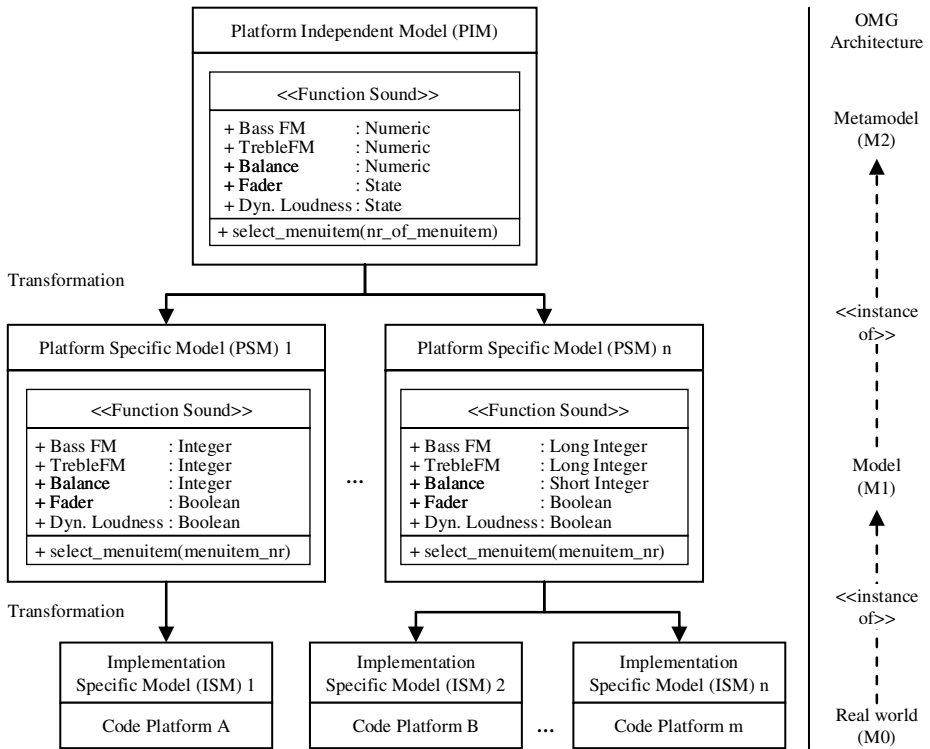 Platform Independent Model (PIM)
<<Function Sound>>
+ Bass FM : Numeric
+ TrebleFM : Numeric
+ Balance : Numeric
+ Fader : State
+ Dyn. Loudness : State
+ select_menuitem(nr_of_menuitem)
Transformation
Platform Specific Model (PSM) 1
<<Function Sound>>
+ Bass FM : Integer
+ TrebleFM : Integer
+ Balance : Integer
+ Fader : Boolean
+ Dyn. Loudness : Boolean
+ select_menuitem(menuitem_nr)
...
Platform Specific Model (PSM) n
<<Function Sound>>
+ Bass FM : Long Integer
+ TrebleFM : Long Integer
+ Balance : Short Integer
+ Fader : Boolean
+ Dyn. Loudness : Boolean
+ select_menuitem(menuitem_nr)
Transformation
Implementation
Specific Model (ISM) 1
Code Platform A
Implementation
Specific Model (ISM) 2
Code Platform B
...
Implementation
Specific Model (ISM) n
Code Platform m
OMG
Architecture
Metamodel
(M2)
<<instance
of>>
Model
(M1)
<<instance
of>>
Real world
(M0)